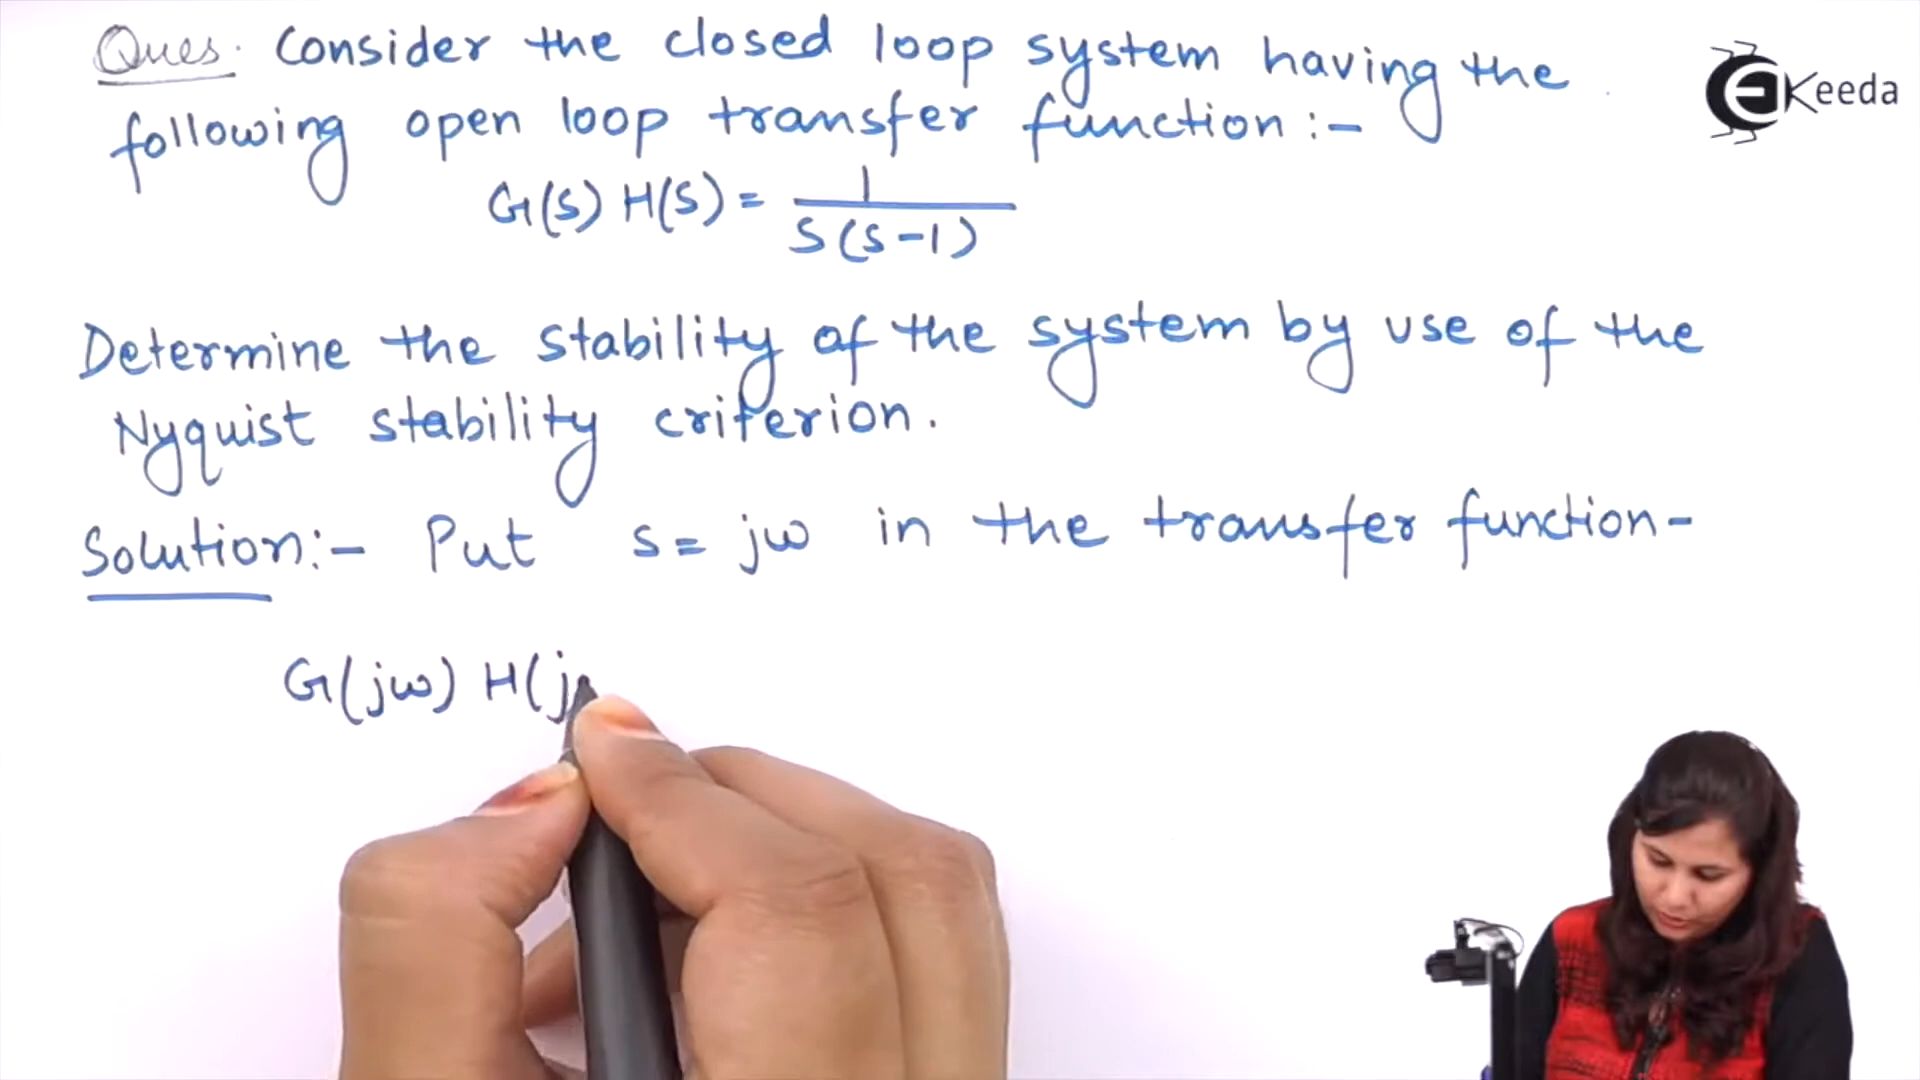 Ques. Consider the closed loop system having the
following open loop transfer function:-
G(s) H(s) = 1 / s(s-1)
Determine the stability of the system by use of the
Nyquist stability criterion.
Solution:- Put s = jω in the transfer function-
G(jω) H(j
EKeeda